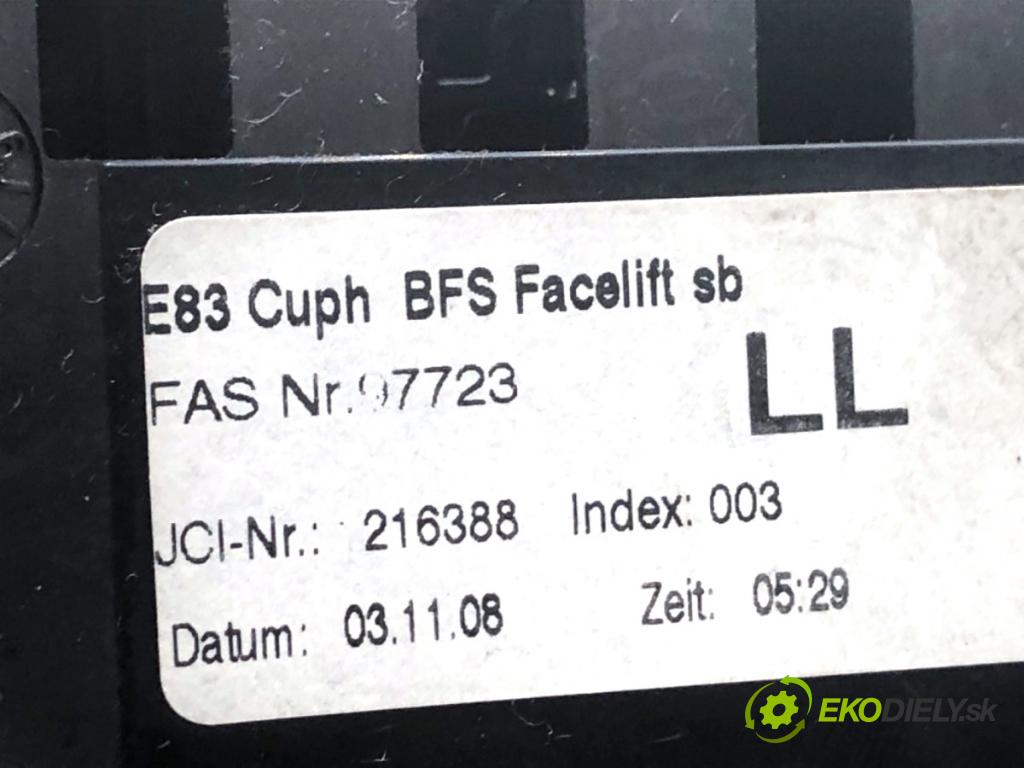 E83 Cuph BFS Facelift sb
FAS Nr.97723
LL
JCI-Nr.: 216388 Index: 003
Datum: 03.11.08 Zeit: 05:29
EKODIELY.sk